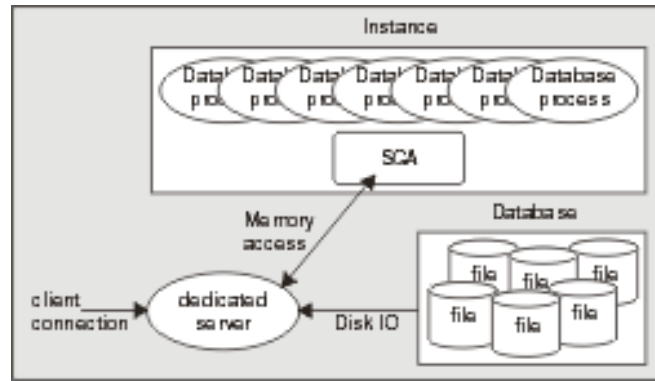 Instance
Database
process
SGA
Memory
access
Database
file
file
file
file
file
file
client
connection
dedicated
server
Disk IO